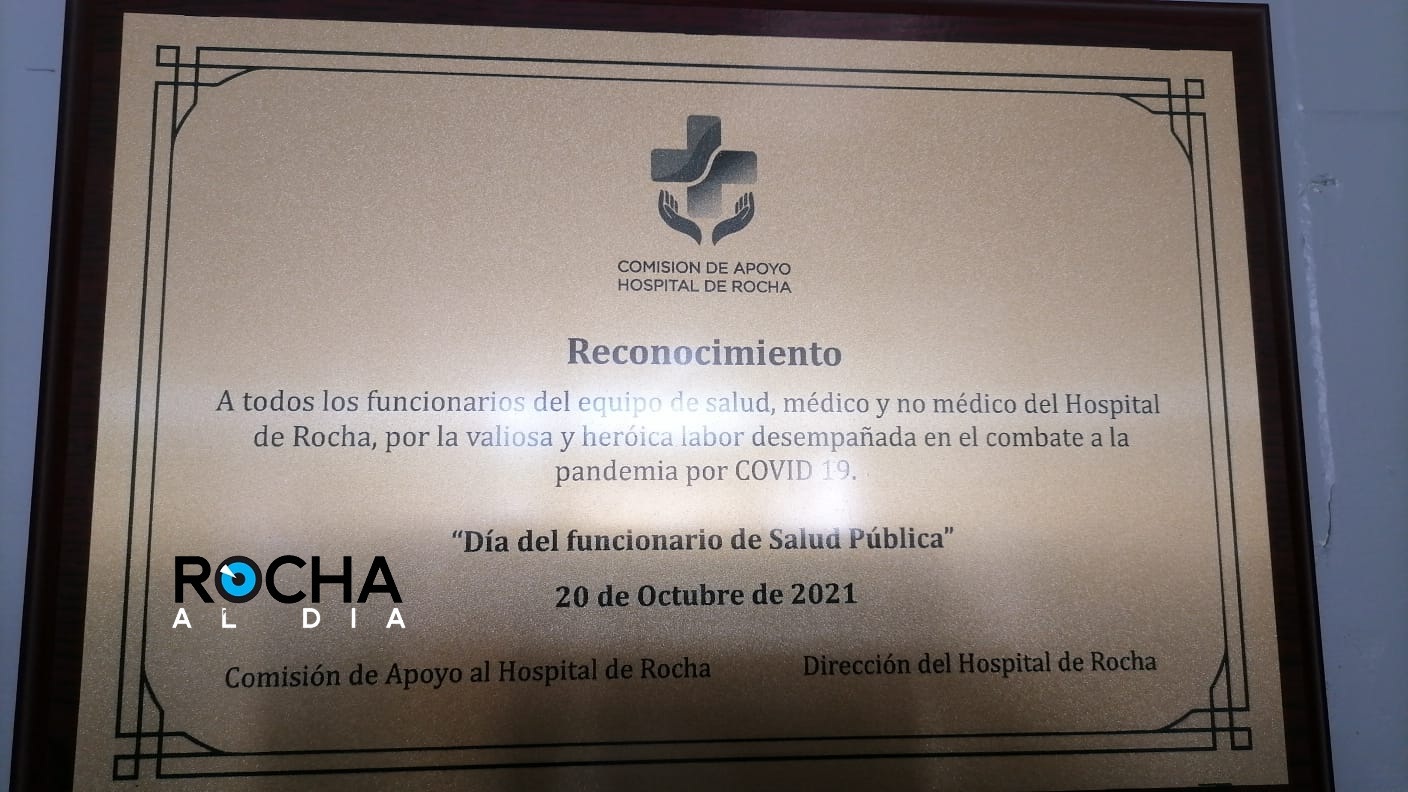 COMISION DE APOYO
HOSPITAL DE ROCHA
Reconocimiento
A todos los funcionarios del equipo de salud, médico y no médico del Hospital
de Rocha, por la valiosa y heróica labor desempañada en el combate a la
pandemia por COVID 19.
“Día del funcionario de Salud Pública”
20 de Octubre de 2021
ROCHA
AL DIA
Comisión de Apoyo al Hospital de Rocha
Dirección del Hospital de Rocha